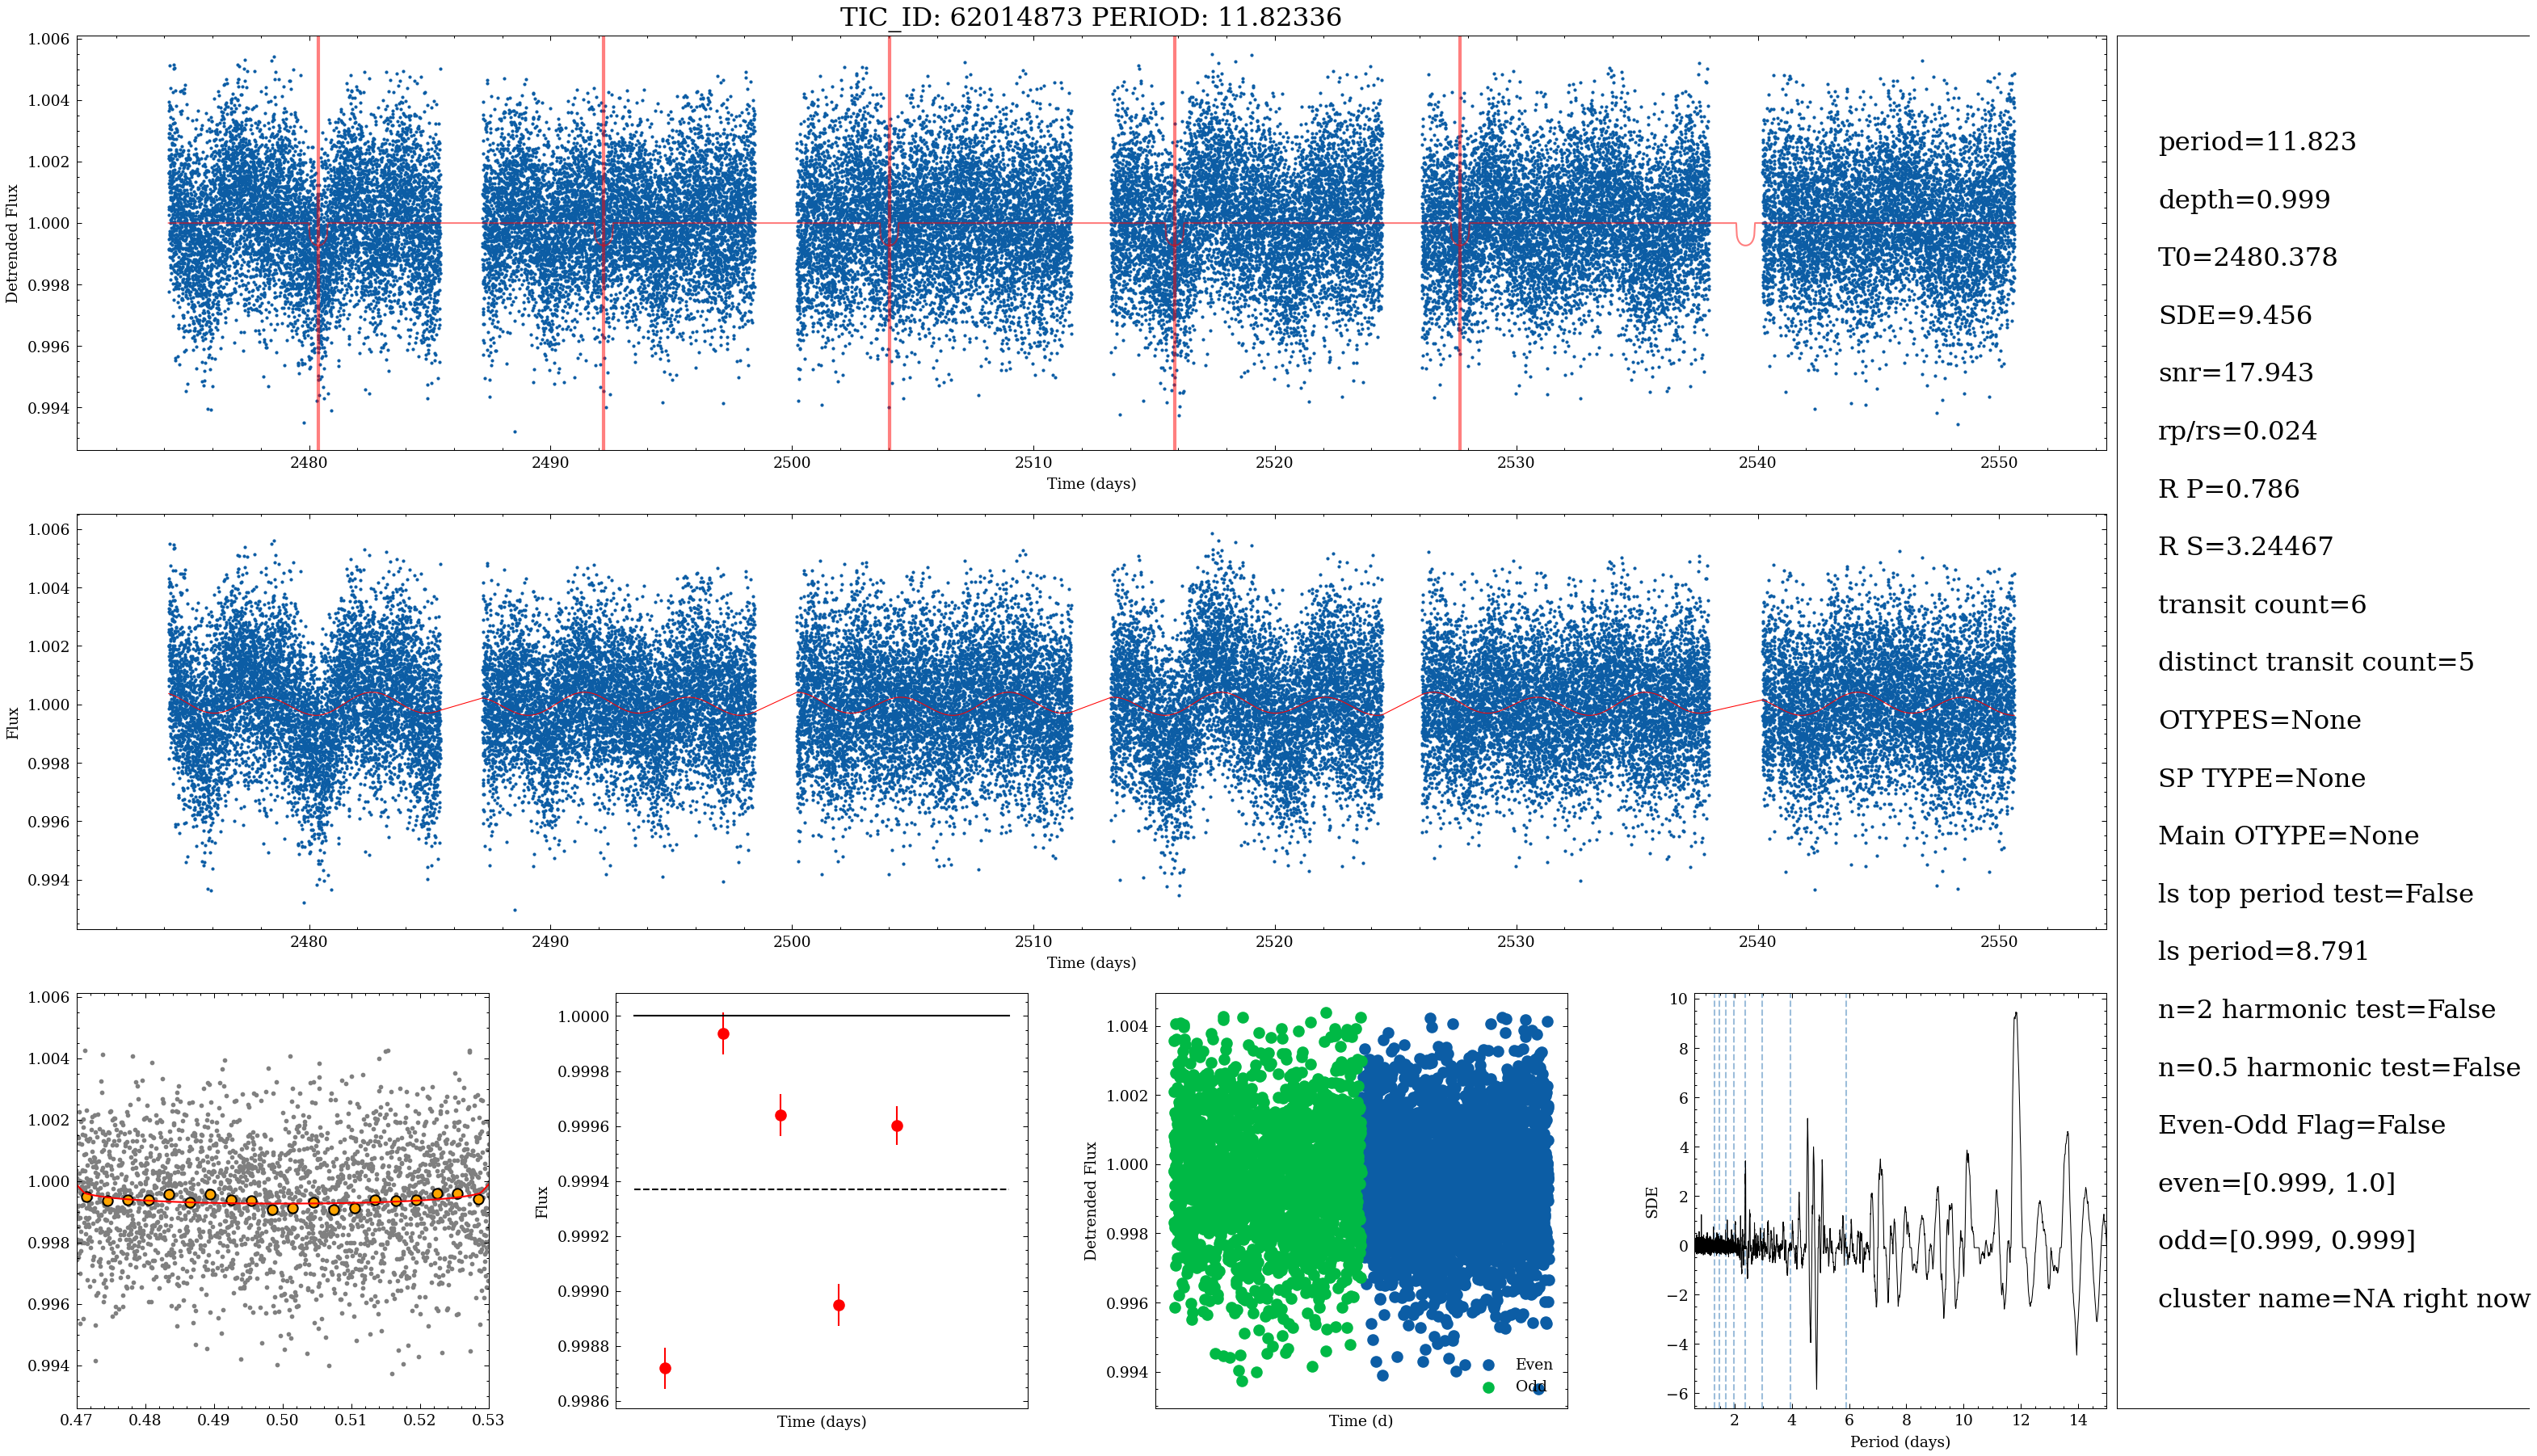 TIC_ID: 62014873 PERIOD: 11.82336
1.006
1.004
1.002
1.000
0.998
0.996
0.994
Detrended Flux
2480 2490 2500 2510 2520 2530 2540 2550
Time (days)
1.006
1.004
1.002
1.000
0.998
0.996
0.994
Flux
2480 2490 2500 2510 2520 2530 2540 2550
Time (days)
1.006
1.004
1.002
1.000
0.998
0.996
0.994
0.47 0.48 0.49 0.50 0.51 0.52 0.53
1.0000
0.9998
0.9996
0.9994
0.9992
0.9990
0.9988
0.9986
Flux
Time (days)
1.004
1.002
1.000
0.998
0.996
0.994
Detrended Flux
Even
Odd
Time (d)
10
8
6
4
2
0
−2
−4
−6
SDE
2 4 6 8 10 12 14
Period (days)
period=11.823
depth=0.999
T0=2480.378
SDE=9.456
snr=17.943
rp/rs=0.024
R P=0.786
R S=3.24467
transit count=6
distinct transit count=5
OTYPES=None
SP TYPE=None
Main OTYPE=None
ls top period test=False
ls period=8.791
n=2 harmonic test=False
n=0.5 harmonic test=False
Even-Odd Flag=False
even=[0.999, 1.0]
odd=[0.999, 0.999]
cluster name=NA right now